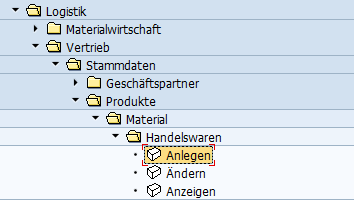 Logistik
Materialwirtschaft
Vertrieb
Stammdaten
Geschäftspartner
Produkte
Material
Handelswaren
Anlegen
Ändern
Anzeigen